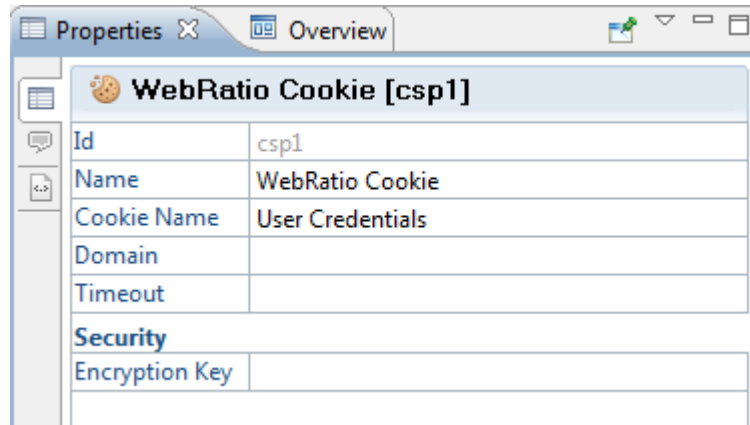 Properties Overview
WebRatio Cookie [csp1]
Id csp1
Name WebRatio Cookie
Cookie Name User Credentials
Domain
Timeout
Security
Encryption Key